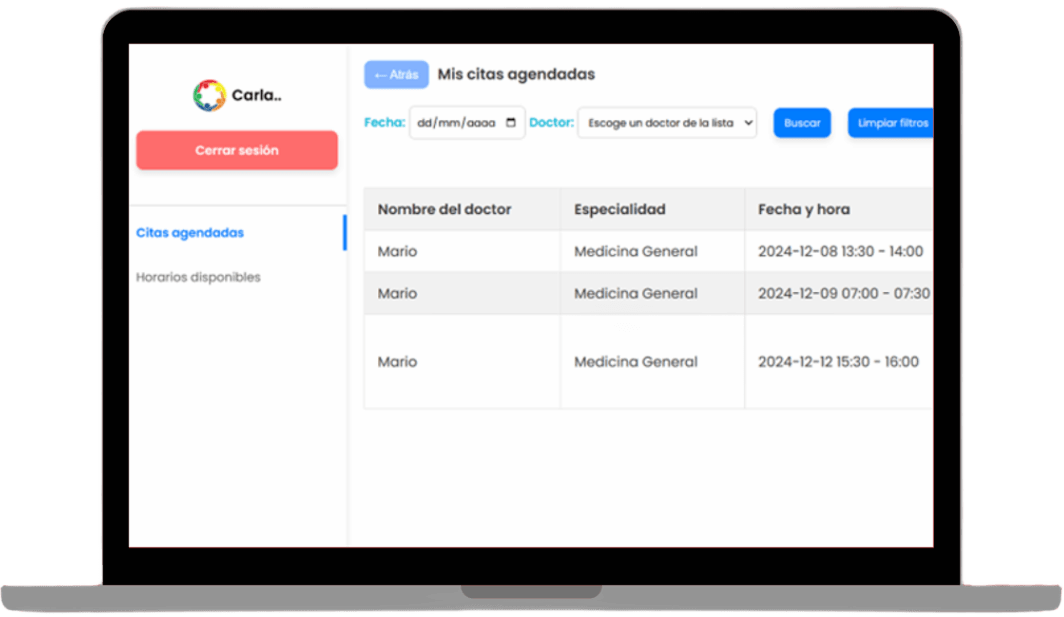 Carla..
Cerrar sesión
Citas agendadas
Horarios disponibles
← Atrás Mis citas agendadas
Fecha: dd/mm/aaaa Doctor: Escoge un doctor de la lista Buscar Limpiar filtros
Nombre del doctor Especialidad Fecha y hora
Mario Medicina General 2024-12-08 13:30 - 14:00
Mario Medicina General 2024-12-09 07:00 - 07:30
Mario Medicina General 2024-12-12 15:30 - 16:00